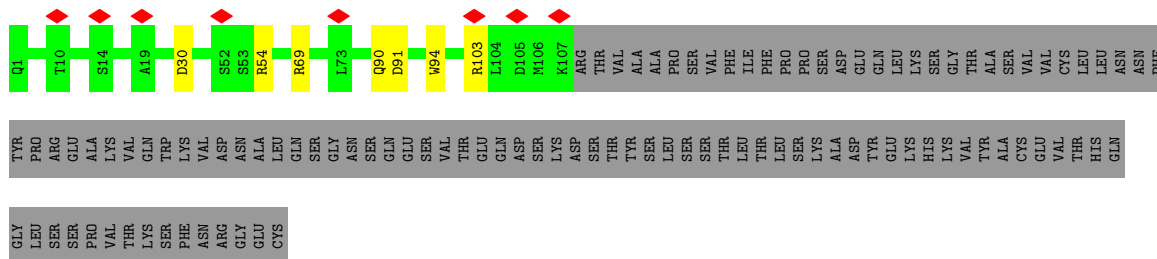 Q1 T10 S14 A19 D30 S52 S53 R54 R69 L73 Q90 D91 W94 R103 L104 D105 M106 K107 ARG THR VAL ALA ALA PRO SER VAL PHE ILE PHE PRO PRO SER ASP GLU GLN LEU LYS SER GLY THR ALA SER VAL VAL CYS LEU LEU ASN ASN PHE
TYR PRO ARG GLU ALA LYS VAL GLN TRP LYS VAL ASP ASN ALA LEU GLN SER GLY ASN SER GLN GLU SER VAL THR GLU GLN ASP SER LYS ASP SER THR TYR SER LEU SER SER THR LEU THR LEU SER LYS ALA ASP TYR GLU LYS HIS LYS VAL TYR ALA CYS GLU VAL THR HIS GLN
GLY LEU SER SER PRO VAL THR LYS SER PHE ASN ARG GLY GLU CYS